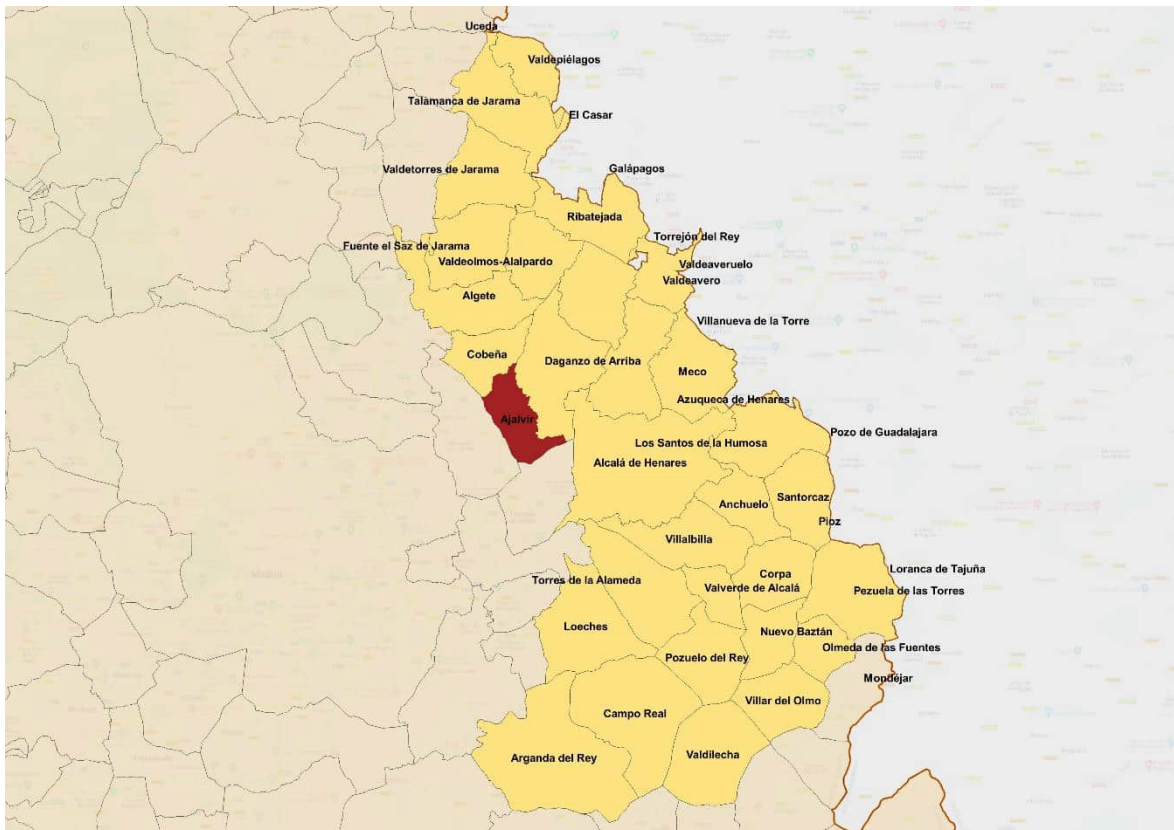 Uceda
Valdepiélagos
Talamanca de Jarama
El Casar
Valdetorres de Jarama
Galápagos
Ribatejada
Torrejón del Rey
Fuente el Saz de Jarama
Valdeolmos-Alalpardo
Valdeaveruelo
Valdeavero
Algete
Villanueva de la Torre
Cobeña
Daganzo de Arriba
Meco
Azuqueca de Henares
Ajalvir
Pozo de Guadalajara
Los Santos de la Humosa
Alcalá de Henares
Santorcaz
Anchuelo
Pioz
Villalbilla
Loranca de Tajuña
Corpa
Torres de la Alameda
Valverde de Alcalá
Pezuela de las Torres
Loeches
Nuevo Baztán
Olmeda de las Fuentes
Pozuelo del Rey
Mondéjar
Villar del Olmo
Campo Real
Valdilecha
Arganda del Rey